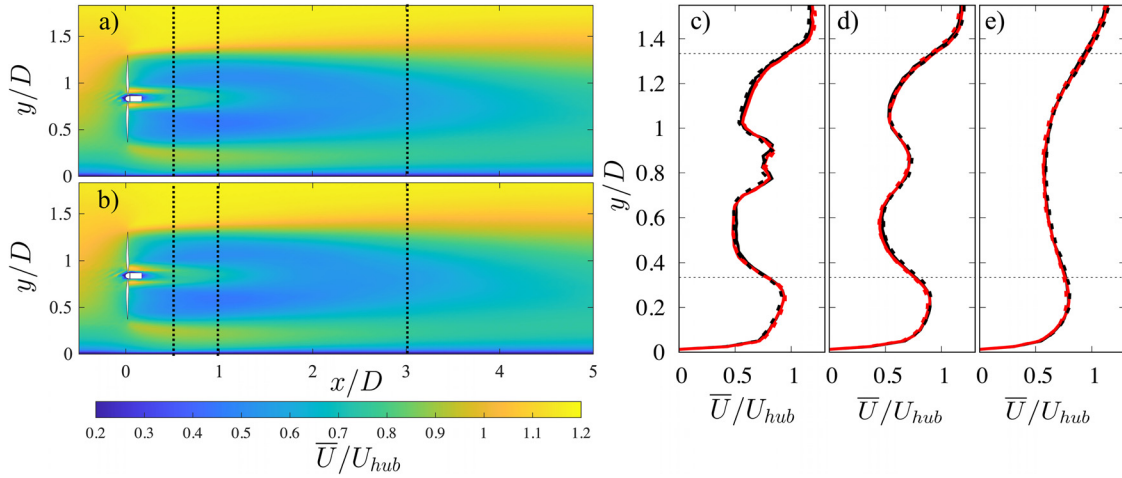 a)
1.5
1
0.5
0
y/D
b)
1.5
1
0.5
0
y/D
0 1 2 3 4 5
x/D
0.2 0.3 0.4 0.5 0.6 0.7 0.8 0.9 1 1.1 1.2
U̅/U_hub
c) d) e)
1.4
1.2
1
0.8
0.6
0.4
0.2
0
y/D
0 0.5 1 0 0.5 1 0 0.5 1
U̅/U_hub U̅/U_hub U̅/U_hub